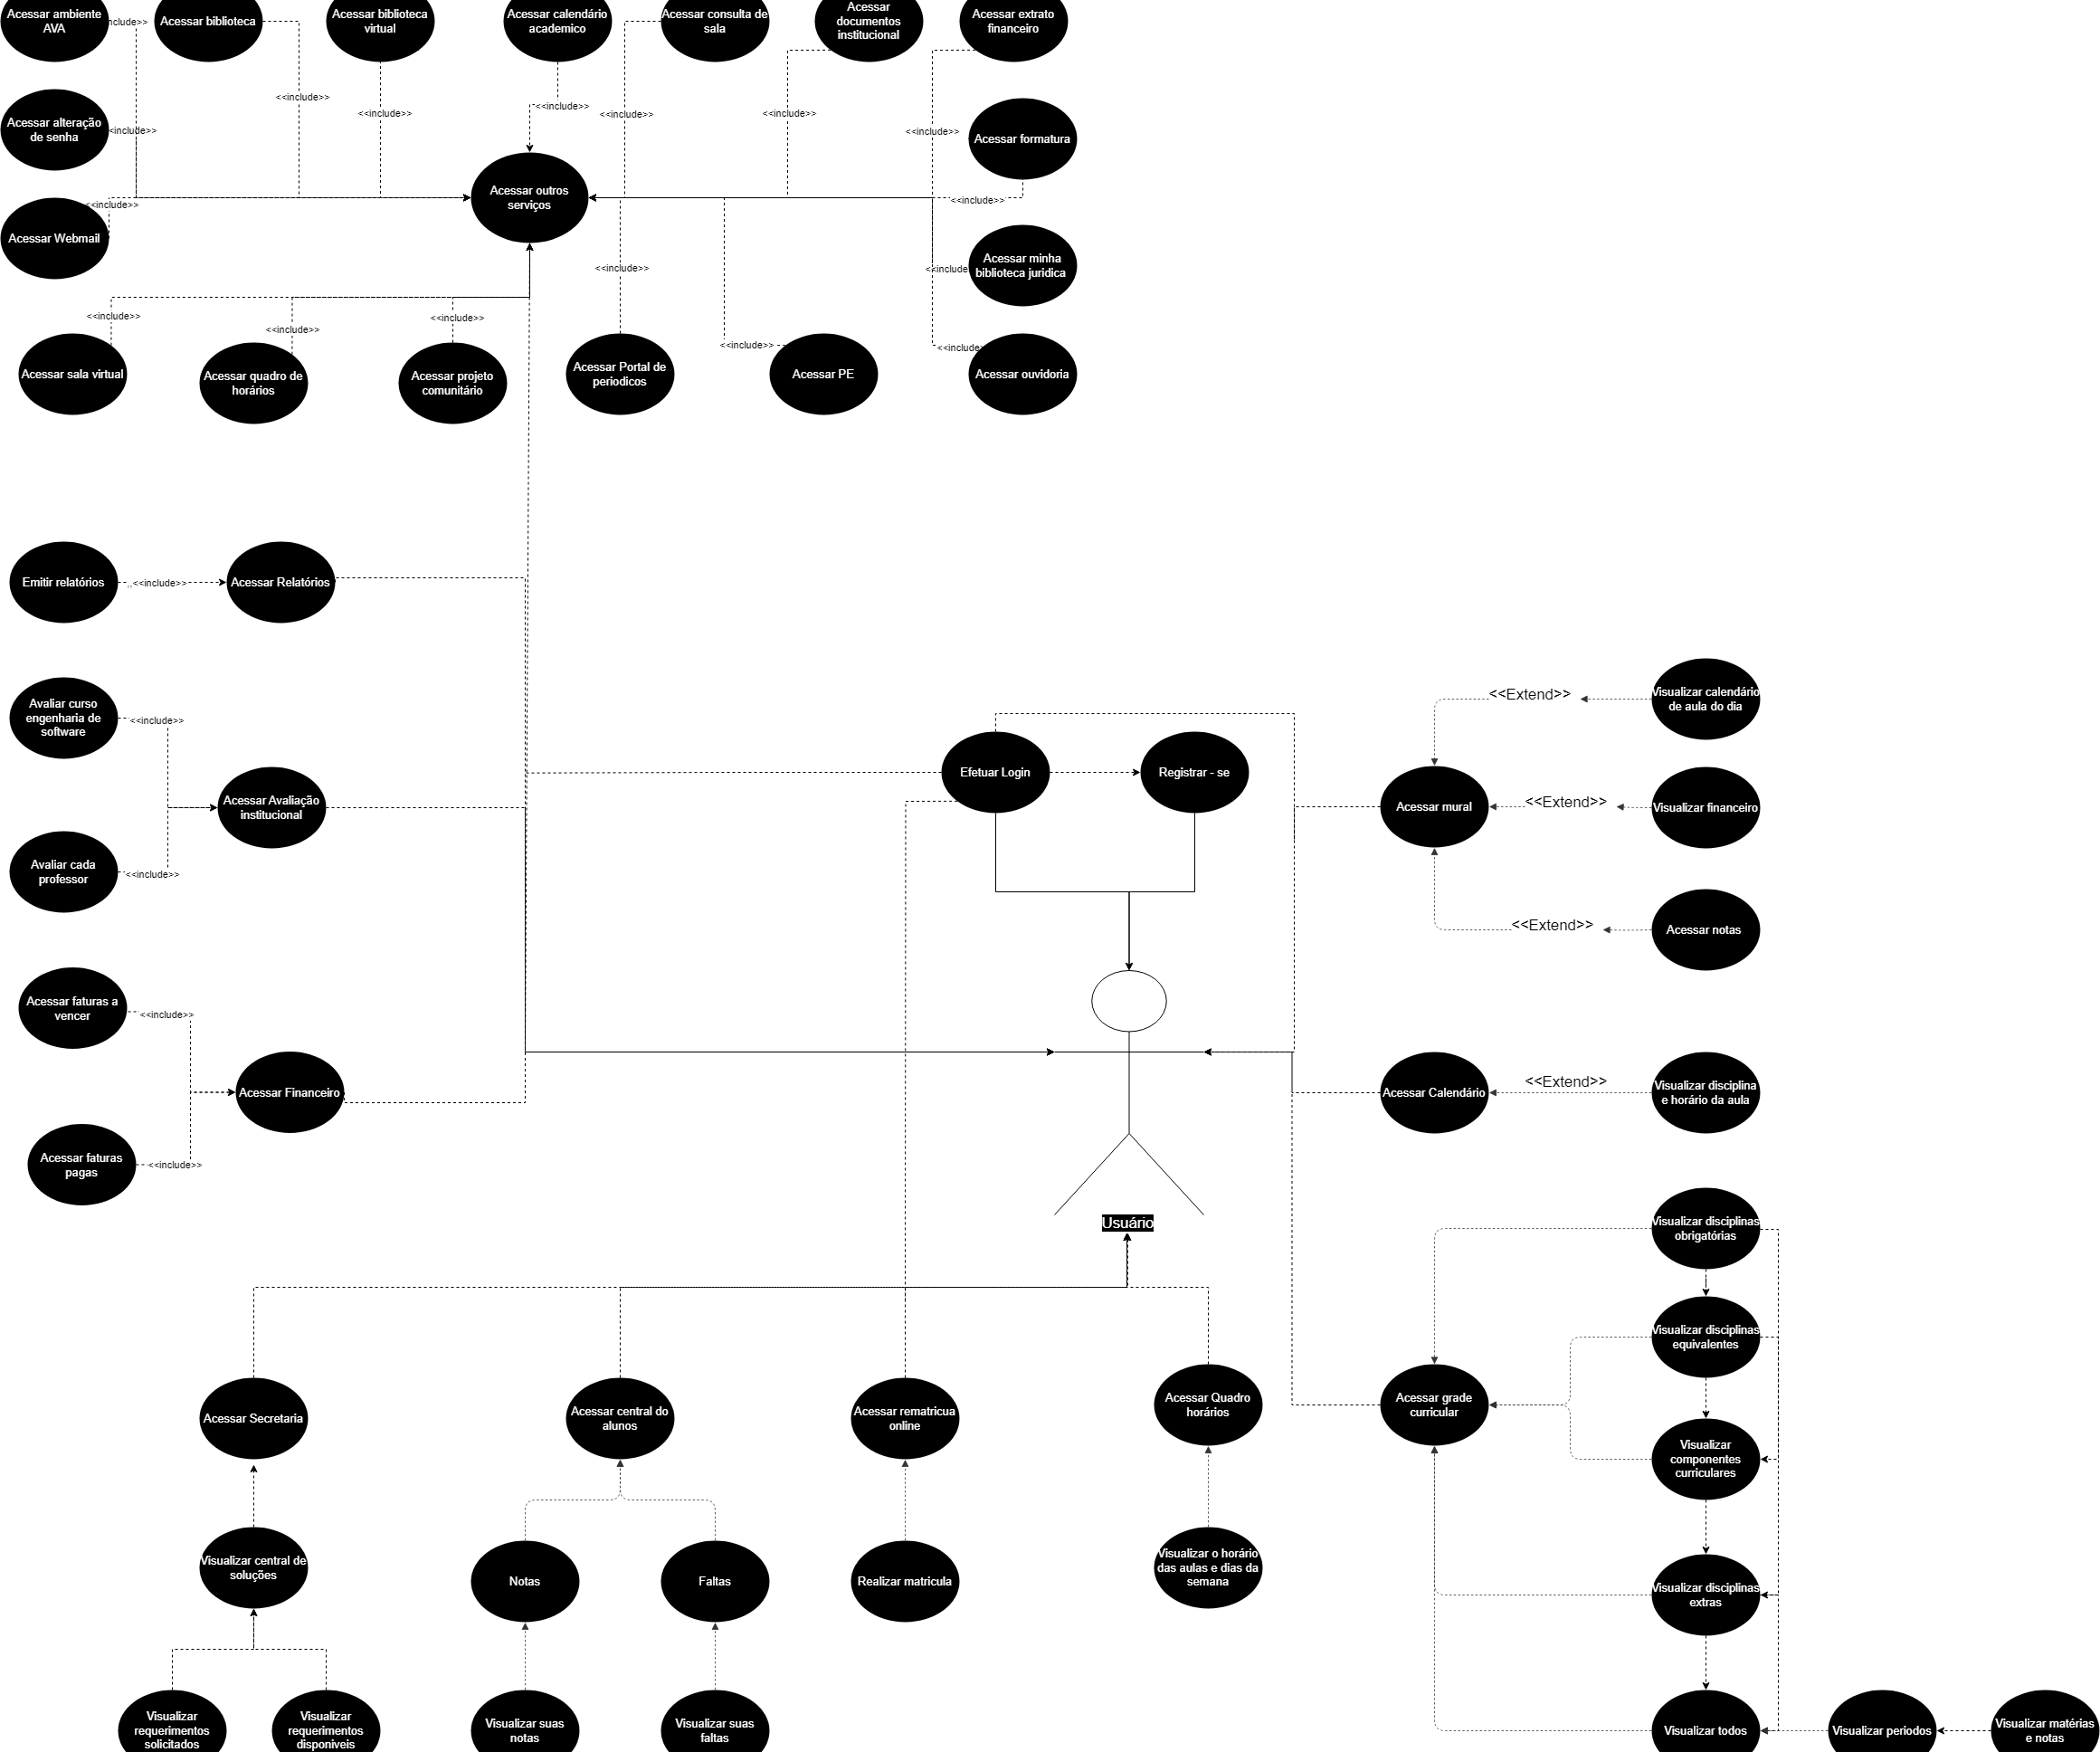 Acessar ambiente
AVA
nclude>>
Acessar biblioteca
Acessar biblioteca
virtual
Acessar calendário
academico
Acessar consulta de
sala
Acessar
documentos
institucional
Acessar extrato
financeiro
<<include>>
<<include>>
<<include>>
<<include>>
<<include>>
<<include>>
Acessar alteração
de senha
include>>
Acessar formatura
Acessar outros
serviços
<<include>>
<<include>>
Acessar Webmail
Acessar minha
biblioteca juridica
<<include
<<include>>
<<include>>
<<include>>
<<include>>
<<include>>
<<include
Acessar sala virtual
Acessar quadro de
horários
Acessar projeto
comunitário
Acessar Portal de
periodicos
Acessar PE
Acessar ouvidoria
Emitir relatórios
,,<<include>>
Acessar Relatórios
Avaliar curso
engenharia de
software
<<include>>
<<Extend>>
Visualizar calendário
de aula do dia
Efetuar Login
Registrar - se
Acessar Avaliação
institucional
Acessar mural
<<Extend>>
Visualizar financeiro
Avaliar cada
professor
<<include>>
<<Extend>>
Acessar notas
Acessar faturas a
vencer
<<include>>
Acessar Financeiro
Acessar Calendário
<<Extend>>
Visualizar disciplina
e horário da aula
Acessar faturas
pagas
<<include>>
Usuário
Visualizar disciplinas
obrigatórias
Visualizar disciplinas
equivalentes
Acessar Secretaria
Acessar central do
alunos
Acessar rematricua
online
Acessar Quadro
horários
Acessar grade
curricular
Visualizar
componentes
curriculares
Visualizar central de
soluções
Notas
Faltas
Realizar matricula
Visualizar o horário
das aulas e dias da
semana
Visualizar disciplinas
extras
Visualizar
requerimentos
solicitados
Visualizar
requerimentos
disponiveis
Visualizar suas
notas
Visualizar suas
faltas
Visualizar todos
Visualizar periodos
Visualizar matérias
e notas